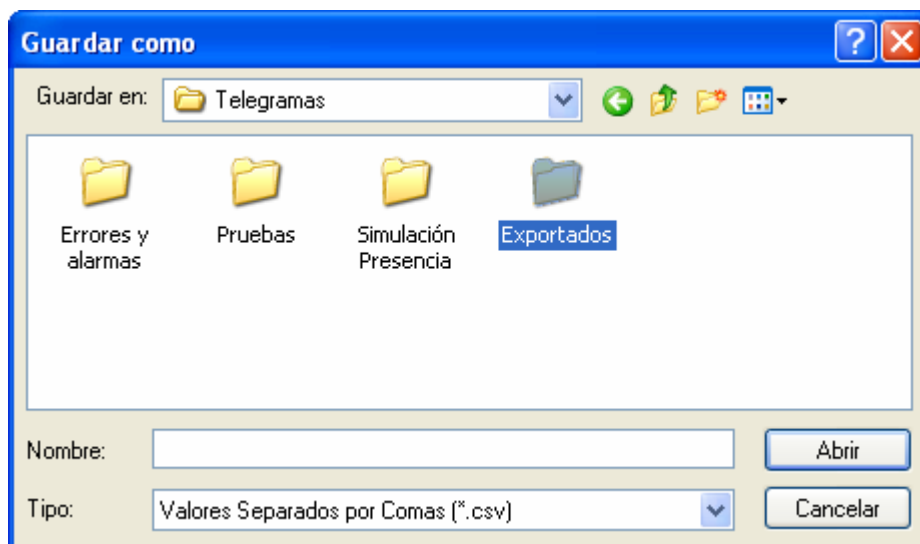 Guardar como
Guardar en: Telegramas
Errores y
alarmas
Pruebas
Simulación
Presencia
Exportados
Nombre:
Abrir
Tipo: Valores Separados por Comas (*.csv)
Cancelar